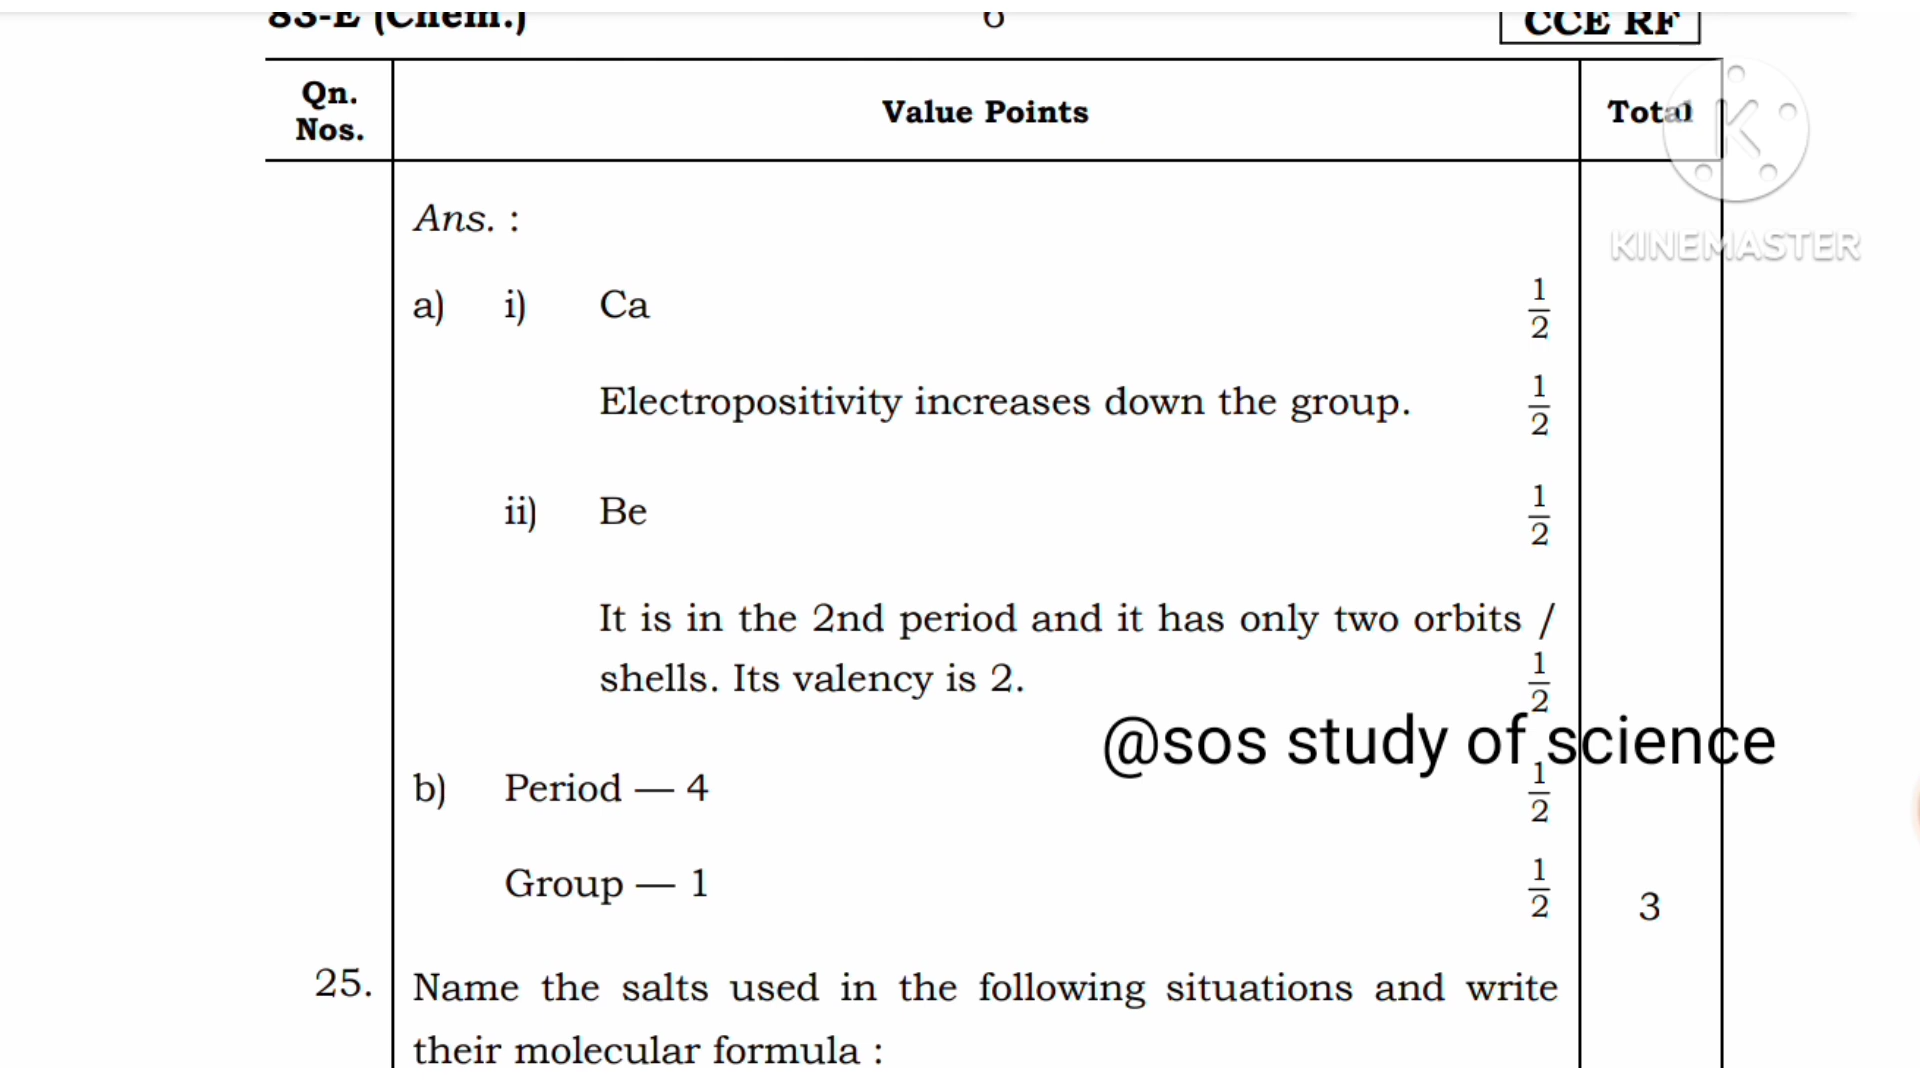 83-E (Chem.) 6 CCE RF
Qn. Nos. Value Points Total
Ans. :
a) i) Ca 1/2
Electropositivity increases down the group. 1/2
ii) Be 1/2
It is in the 2nd period and it has only two orbits /
shells. Its valency is 2. 1/2
@sos study of science
b) Period — 4 1/2
Group — 1 1/2 3
25. Name the salts used in the following situations and write
their molecular formula :
KINEMASTER